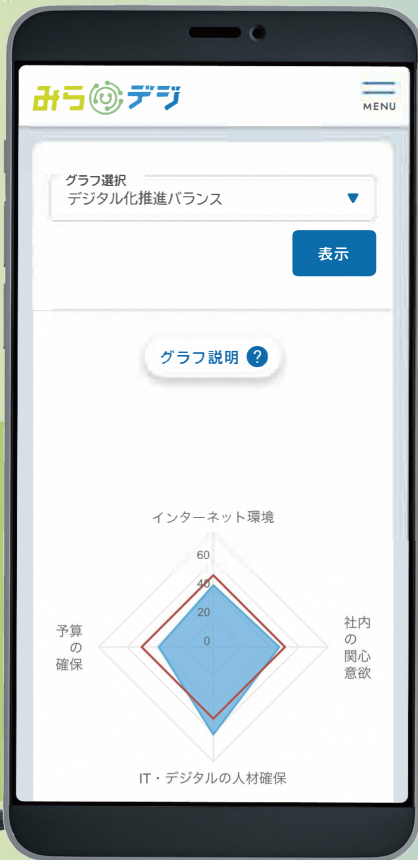 みらデジ
MENU
グラフ選択
デジタル化推進バランス
表示
グラフ説明 ?
インターネット環境
60
40
20
0
予算
の
確保
社内
の
関心
意欲
IT・デジタルの人材確保